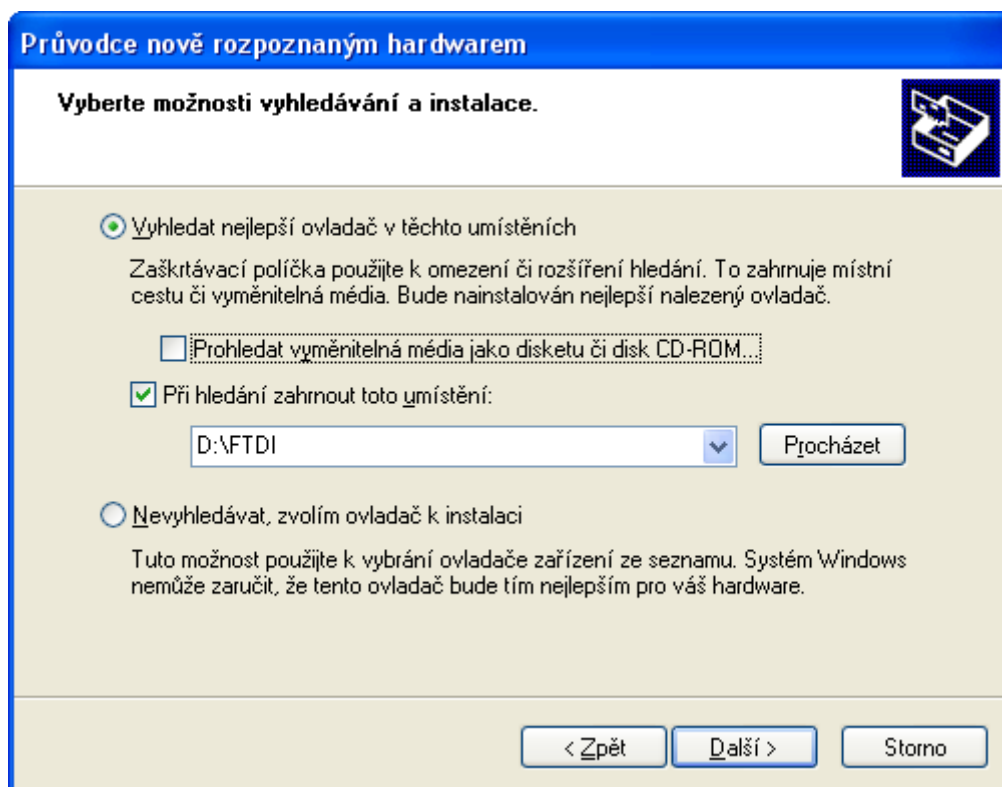 Průvodce nově rozpoznaným hardwarem
Vyberte možnosti vyhledávání a instalace.
Vyhledat nejlepší ovladač v těchto umístěních
Zaškrtávací políčka použijte k omezení či rozšíření hledání. To zahrnuje místní
cestu či vyměnitelná média. Bude nainstalován nejlepší nalezený ovladač.
Prohledat vyměnitelná média jako disketu či disk CD-ROM...
Při hledání zahrnout toto umístění:
D:\FTDI
Procházet
Nevyhledávat, zvolím ovladač k instalaci
Tuto možnost použijte k vybrání ovladače zařízení ze seznamu. Systém Windows
nemůže zaručit, že tento ovladač bude tím nejlepším pro váš hardware.
< Zpět
Další >
Storno